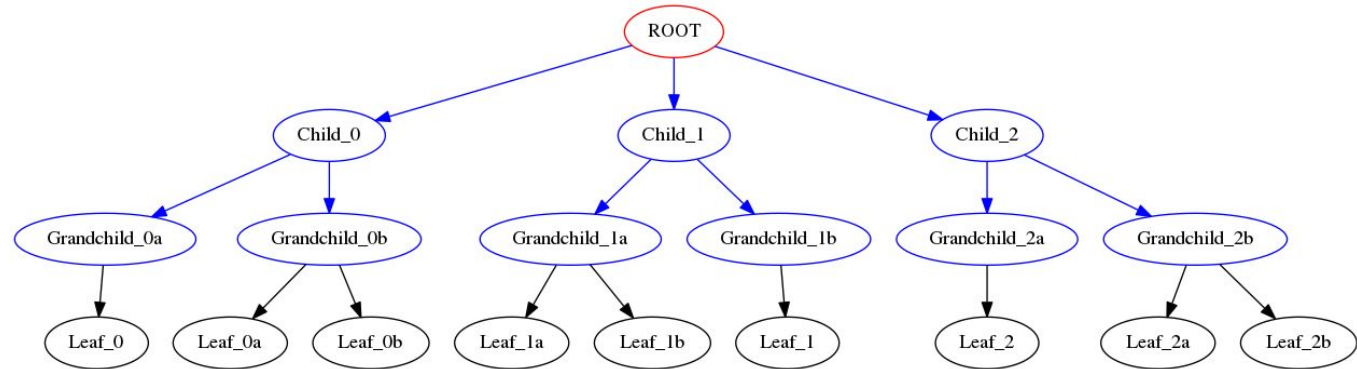 ROOT
Child_0
Child_1
Child_2
Grandchild_0a
Grandchild_0b
Grandchild_1a
Grandchild_1b
Grandchild_2a
Grandchild_2b
Leaf_0
Leaf_0a
Leaf_0b
Leaf_1a
Leaf_1b
Leaf_1
Leaf_2
Leaf_2a
Leaf_2b